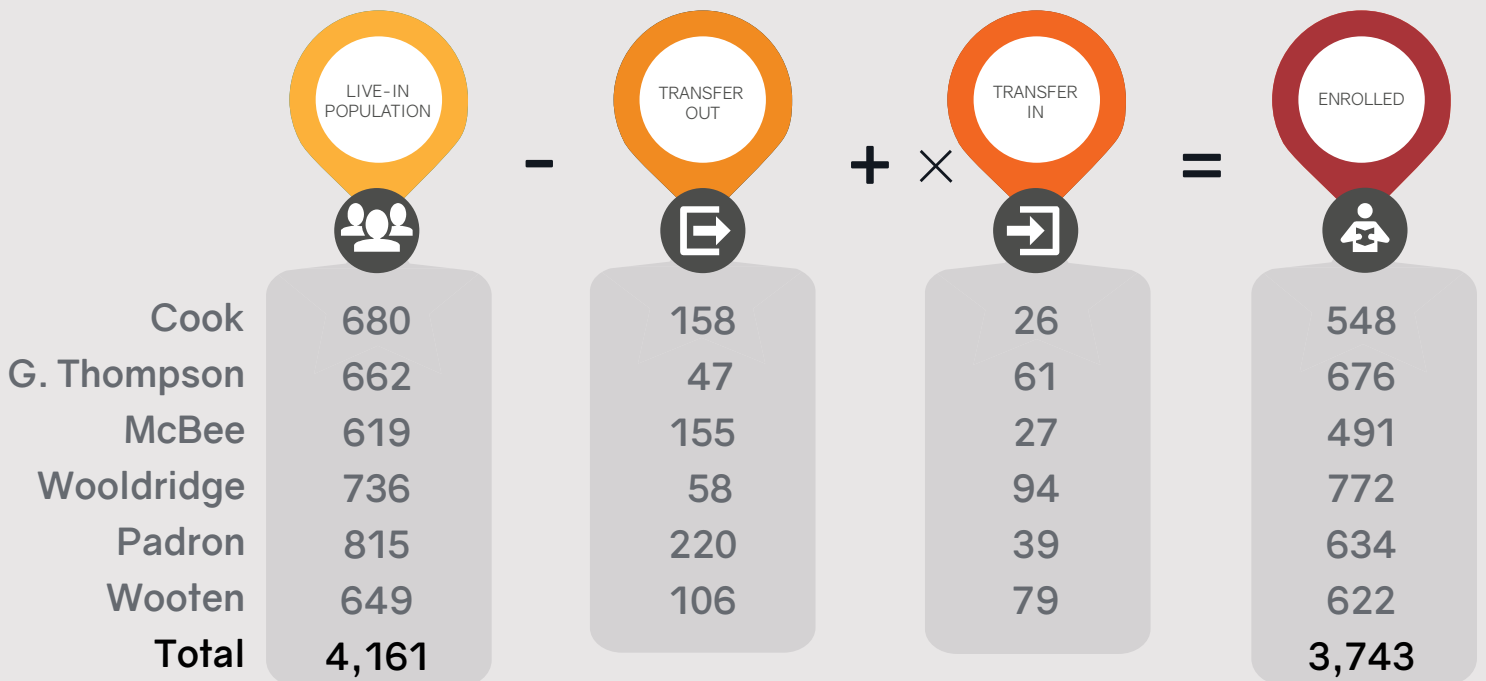 LIVE-IN
POPULATION
-
TRANSFER
OUT
+ ×
TRANSFER
IN
=
ENROLLED
Cook 680 158 26 548
G. Thompson 662 47 61 676
McBee 619 155 27 491
Wooldridge 736 58 94 772
Padron 815 220 39 634
Wooten 649 106 79 622
Total 4,161 3,743